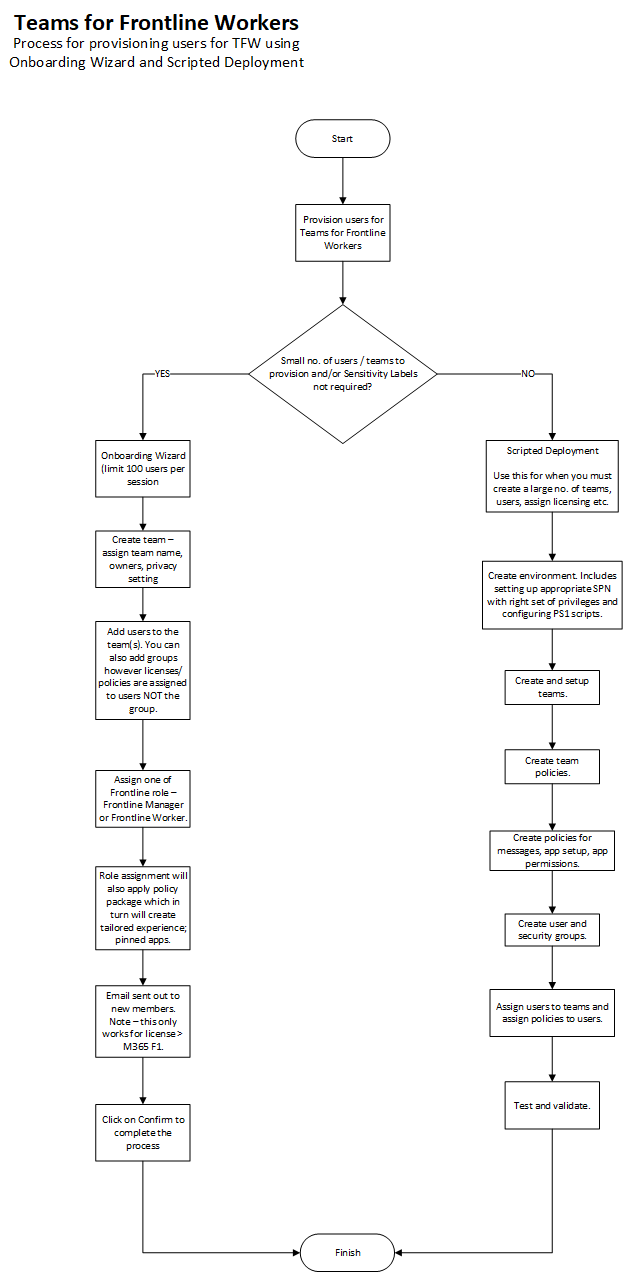 Teams for Frontline Workers
Process for provisioning users for TFW using
Onboarding Wizard and Scripted Deployment
Start
Provision users for
Teams for Frontline
Workers
Small no. of users / teams to
provision and/or Sensitivity Labels
not required?
YES
NO
Onboarding Wizard
(limit 100 users per
session
Create team –
assign team name,
owners, privacy
setting
Add users to the
team(s). You can
also add groups
however licenses/
policies are assigned
to users NOT the
group.
Assign one of
Frontline role –
Frontline Manager
or Frontline Worker.
Role assignment will
also apply policy
package which in
turn will create
tailored experience;
pinned apps.
Email sent out to
new members.
Note – this only
works for license >
M365 F1.
Click on Confirm to
complete the
process
Scripted Deployment
Use this for when you must
create a large no. of teams,
users, assign licensing etc.
Create environment. Includes
setting up appropriate SPN
with right set of privileges and
configuring PS1 scripts.
Create and setup
teams.
Create team
policies.
Create policies for
messages, app setup, app
permissions.
Create user and
security groups.
Assign users to teams and
assign policies to users.
Test and validate.
Finish